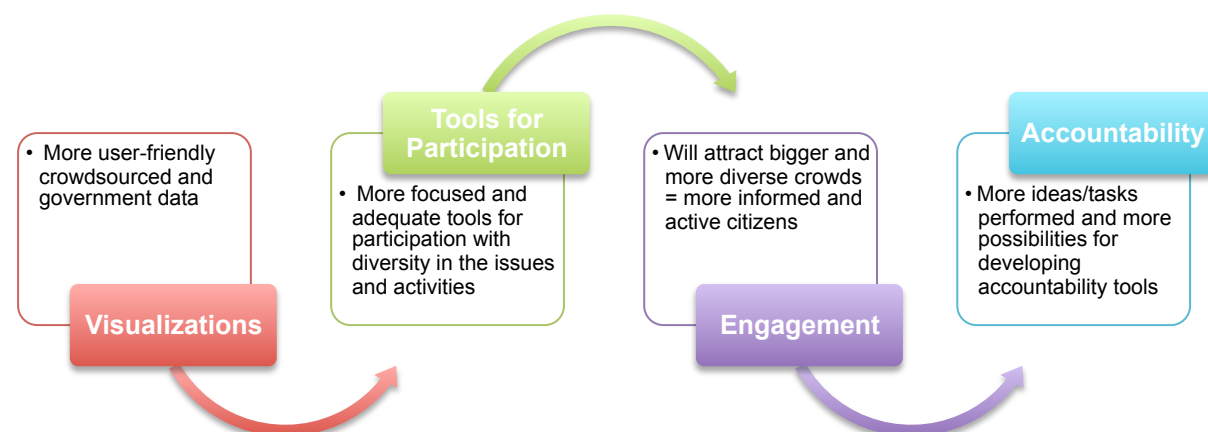 • More user-friendly
crowdsourced and
government data
Visualizations
Tools for
Participation
• More focused and
adequate tools for
participation with
diversity in the issues
and activities
• Will attract bigger and
more diverse crowds
= more informed and
active citizens
Engagement
Accountability
• More ideas/tasks
performed and more
possibilities for
developing
accountability tools